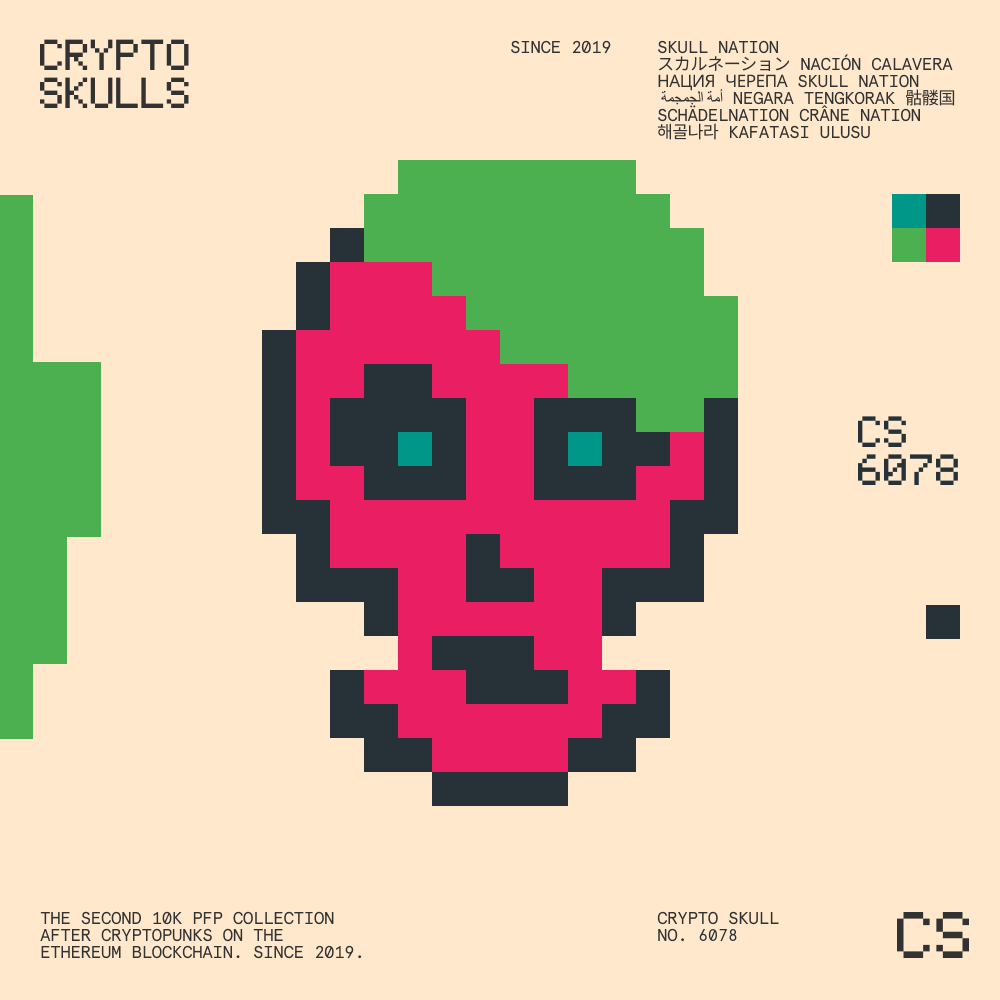 CRYPTO
SKULLS
SINCE 2019
SKULL NATION
スカルネーション NACIÓN CALAVERA
НАЦИЯ ЧЕРЕПА SKULL NATION
أمة الجمجمة NEGARA TENGKORAK 骷髅国
SCHÄDELNATION CRÂNE NATION
해골나라 KAFATASI ULUSU
CS
6078
THE SECOND 10K PFP COLLECTION
AFTER CRYPTOPUNKS ON THE
ETHEREUM BLOCKCHAIN. SINCE 2019.
CRYPTO SKULL
NO. 6078
CS